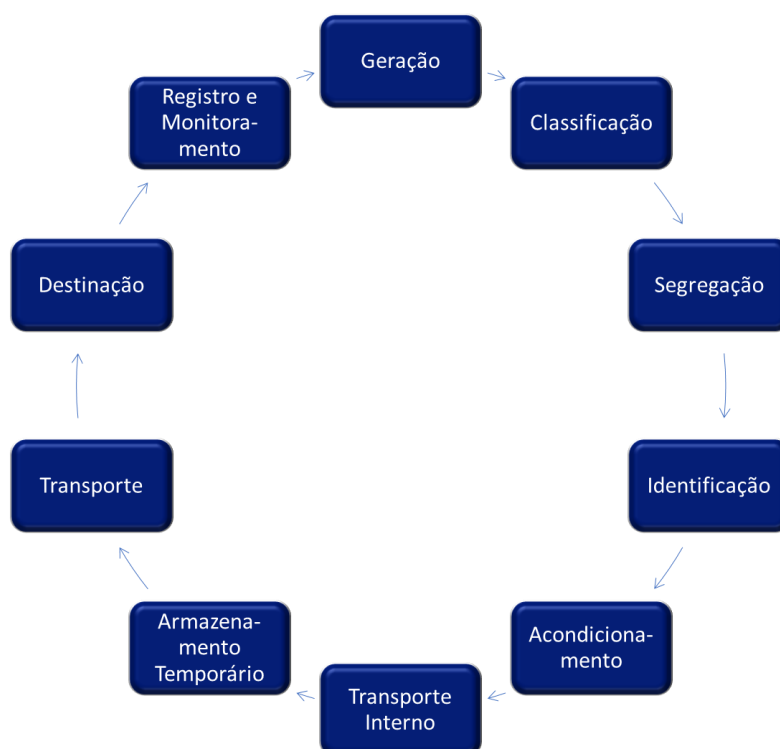 Geração
Classificação
Segregação
Identificação
Acondiciona-
mento
Transporte
Interno
Armazena-
mento
Temporário
Transporte
Destinação
Registro e
Monitora-
mento